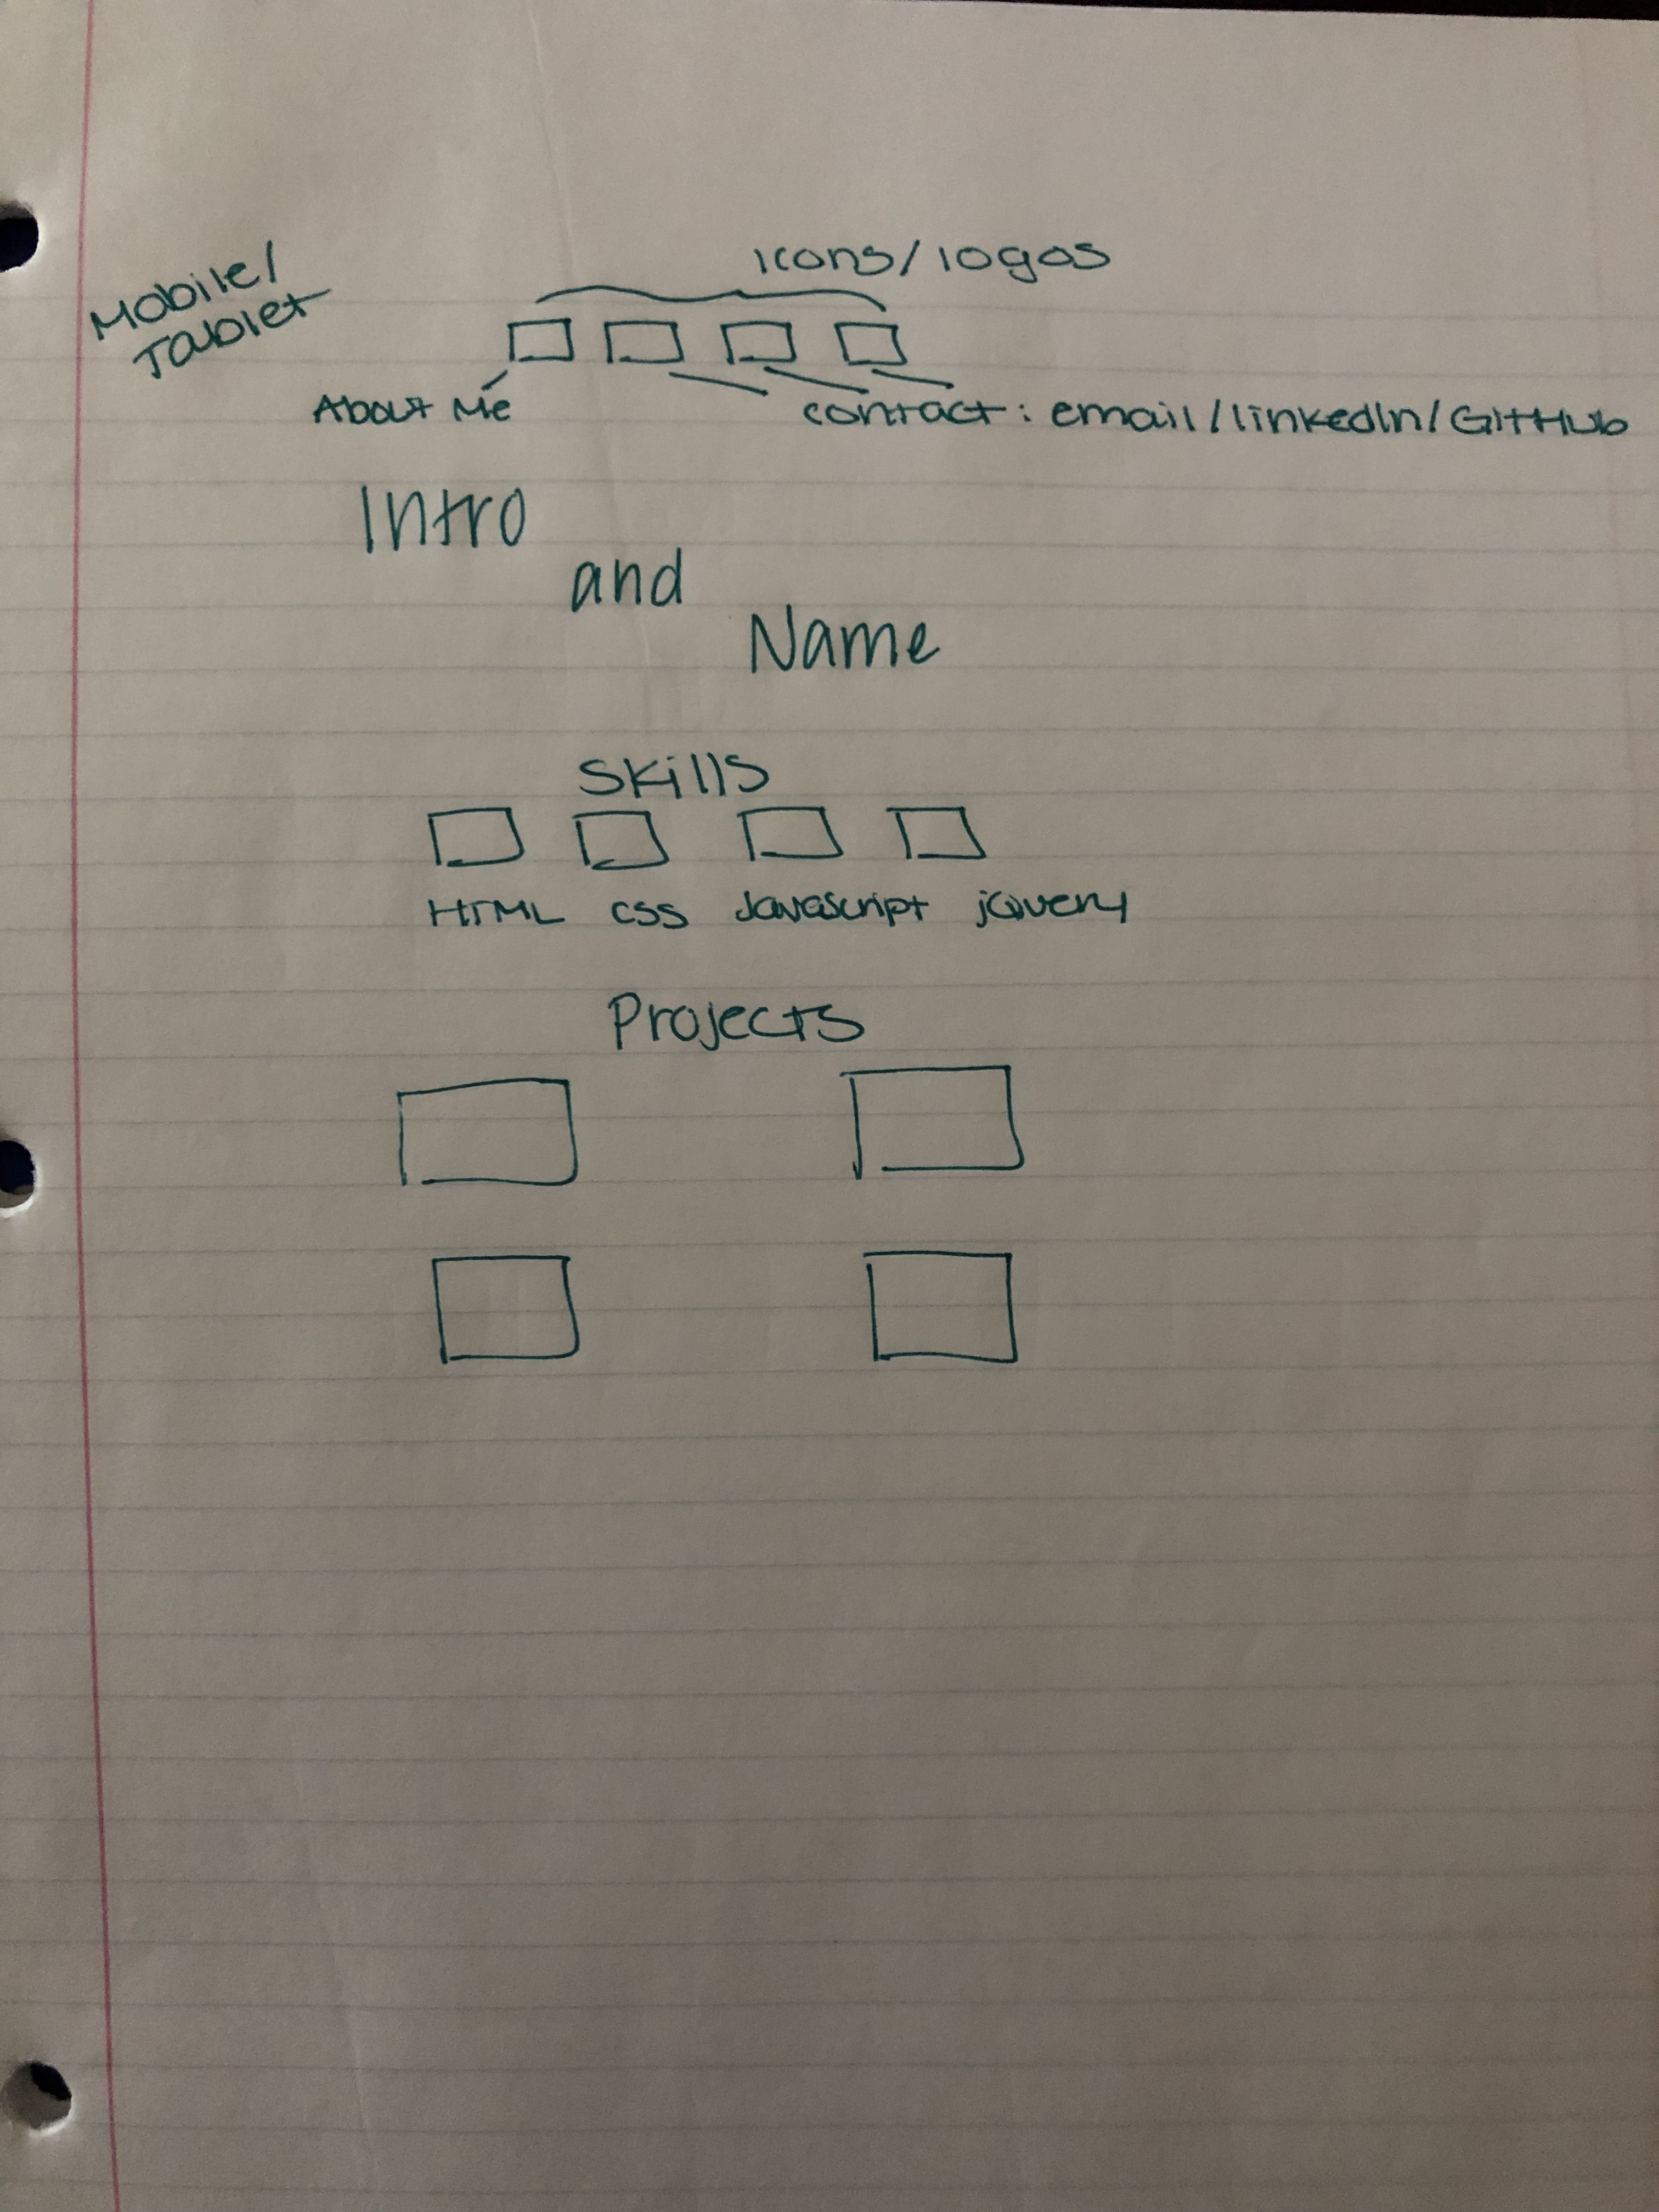 Mobile/
Tablet
icons/logos
About Me
contact: email/linkedIn/GitHub
Intro
and
Name
Skills
HTML CSS Javascript jQuery
Projects